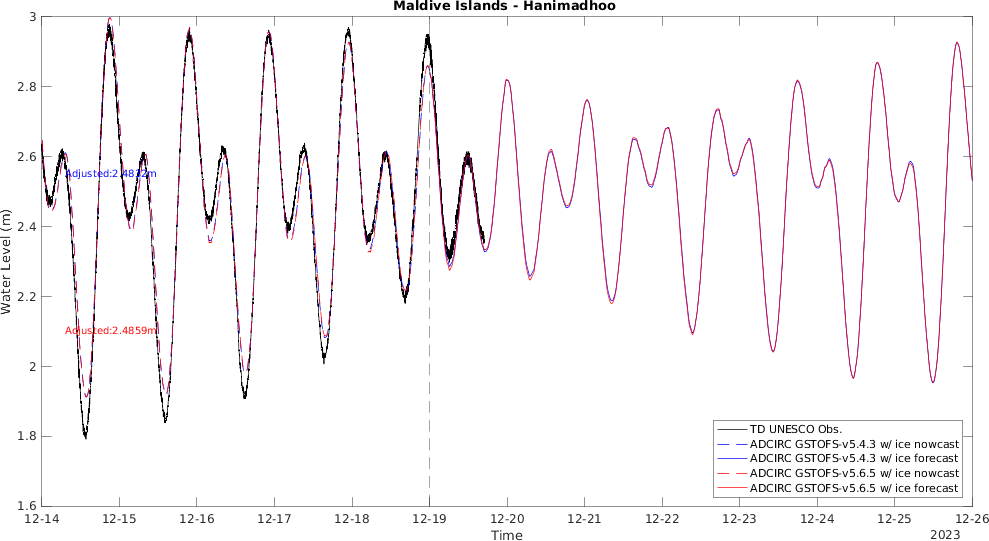 Maldive Islands - Hanimadhoo
Water Level (m)
3
2.8
2.6
2.4
2.2
2
1.8
1.6
Adjusted:2.4832m
Adjusted:2.4859m
TD UNESCO Obs.
ADCIRC GSTOFS-v5.4.3 w/ ice nowcast
ADCIRC GSTOFS-v5.4.3 w/ ice forecast
ADCIRC GSTOFS-v5.6.5 w/ ice nowcast
ADCIRC GSTOFS-v5.6.5 w/ ice forecast
12-14 12-15 12-16 12-17 12-18 12-19 12-20 12-21 12-22 12-23 12-24 12-25 12-26
Time
2023